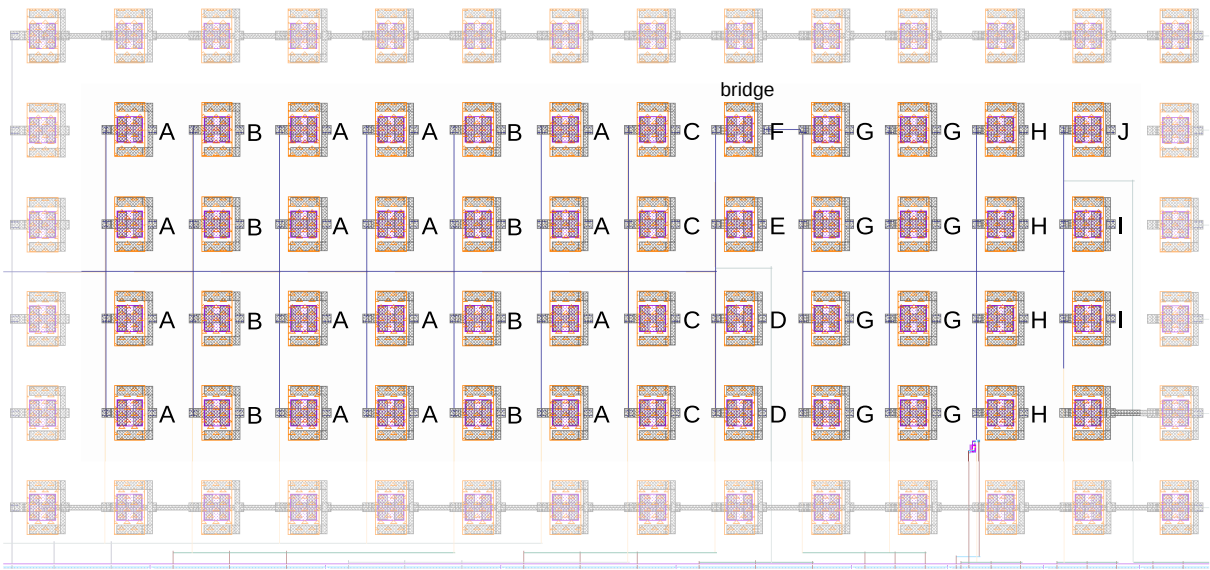 bridge
A B A A B A C F G G H J
A B A A B A C E G G H I
A B A A B A C D G G H I
A B A A B A C D G G H